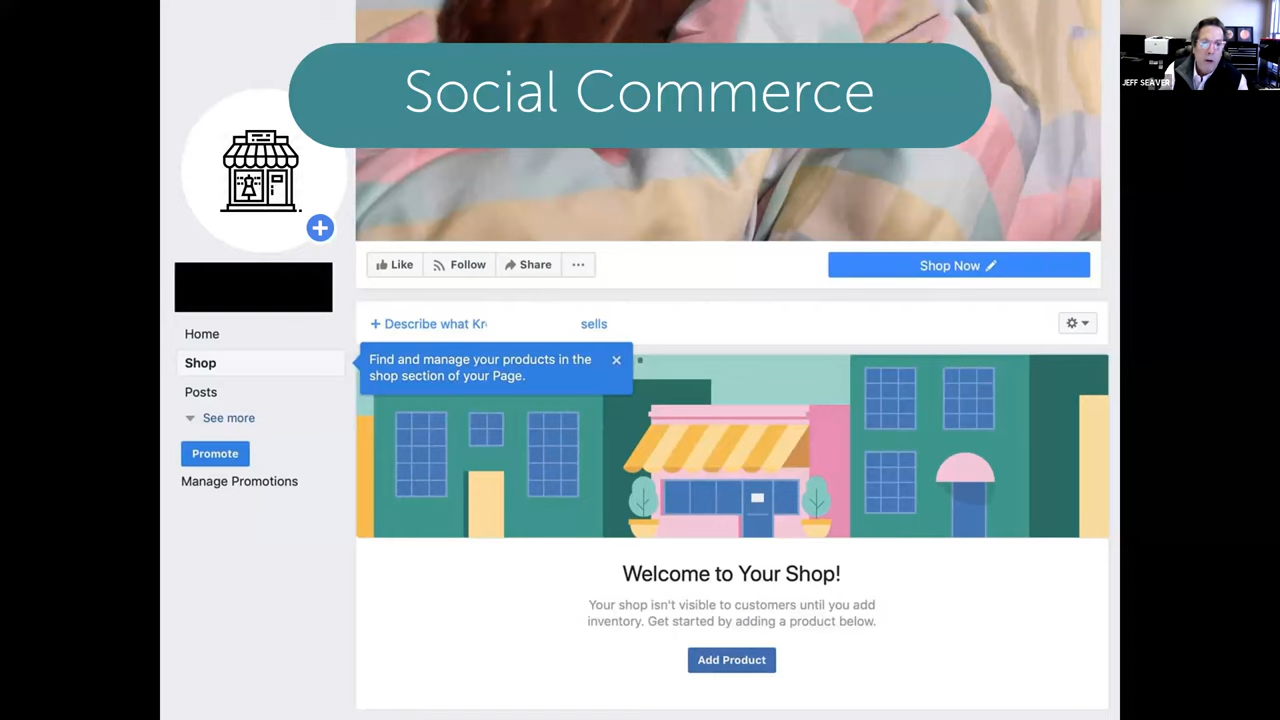 Social Commerce
JEFF SEAVER
Like
Follow
Share
Shop Now
+ Describe what Kr
sells
Home
Shop
Posts
See more
Promote
Manage Promotions
Find and manage your products in the
shop section of your Page.
Welcome to Your Shop!
Your shop isn't visible to customers until you add
inventory. Get started by adding a product below.
Add Product